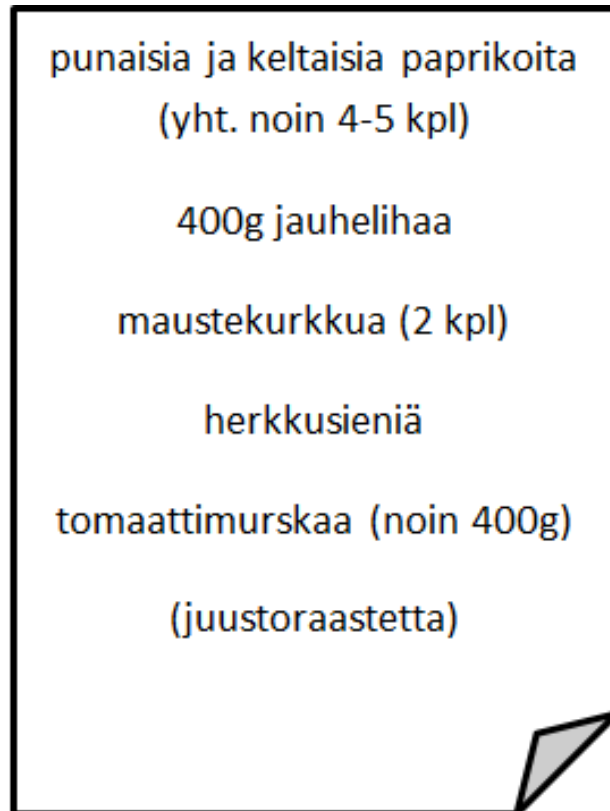 punaisia ja keltaisia paprikoita
(yht. noin 4-5 kpl)
400g jauhelihaa
maustekurkkua (2 kpl)
herkkusieniä
tomaattimurskaa (noin 400g)
(juustoraastetta)